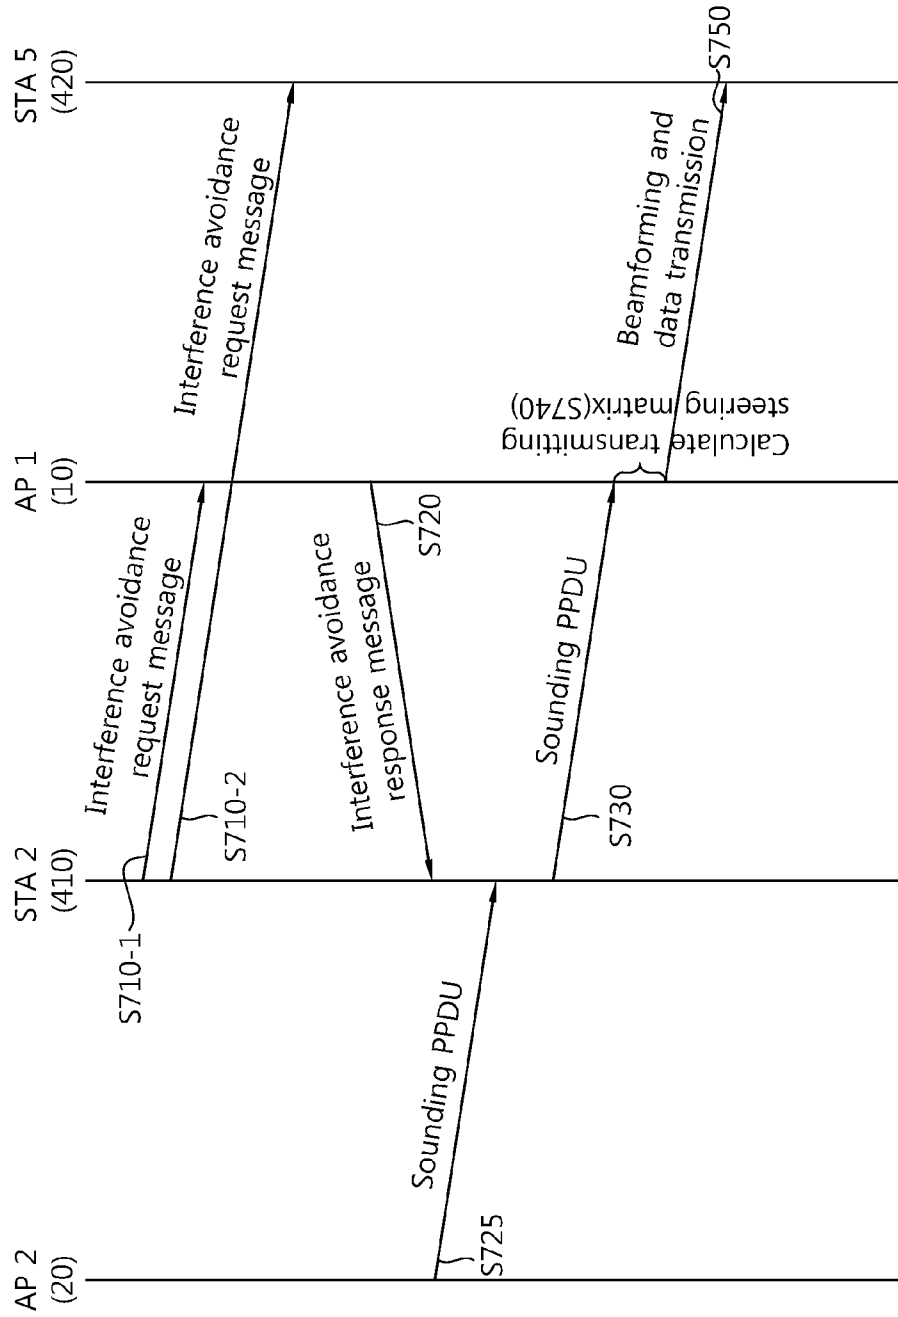 AP 2
(20)
STA 2
(410)
AP 1
(10)
STA 5
(420)
S710-1
Interference avoidance
request message
S710-2
Interference avoidance
request message
Interference avoidance
response message
S720
S725
Sounding PPDU
S730
Sounding PPDU
Calculate transmitting
steering matrix(S740)
Beamforming and
data transmission
S750